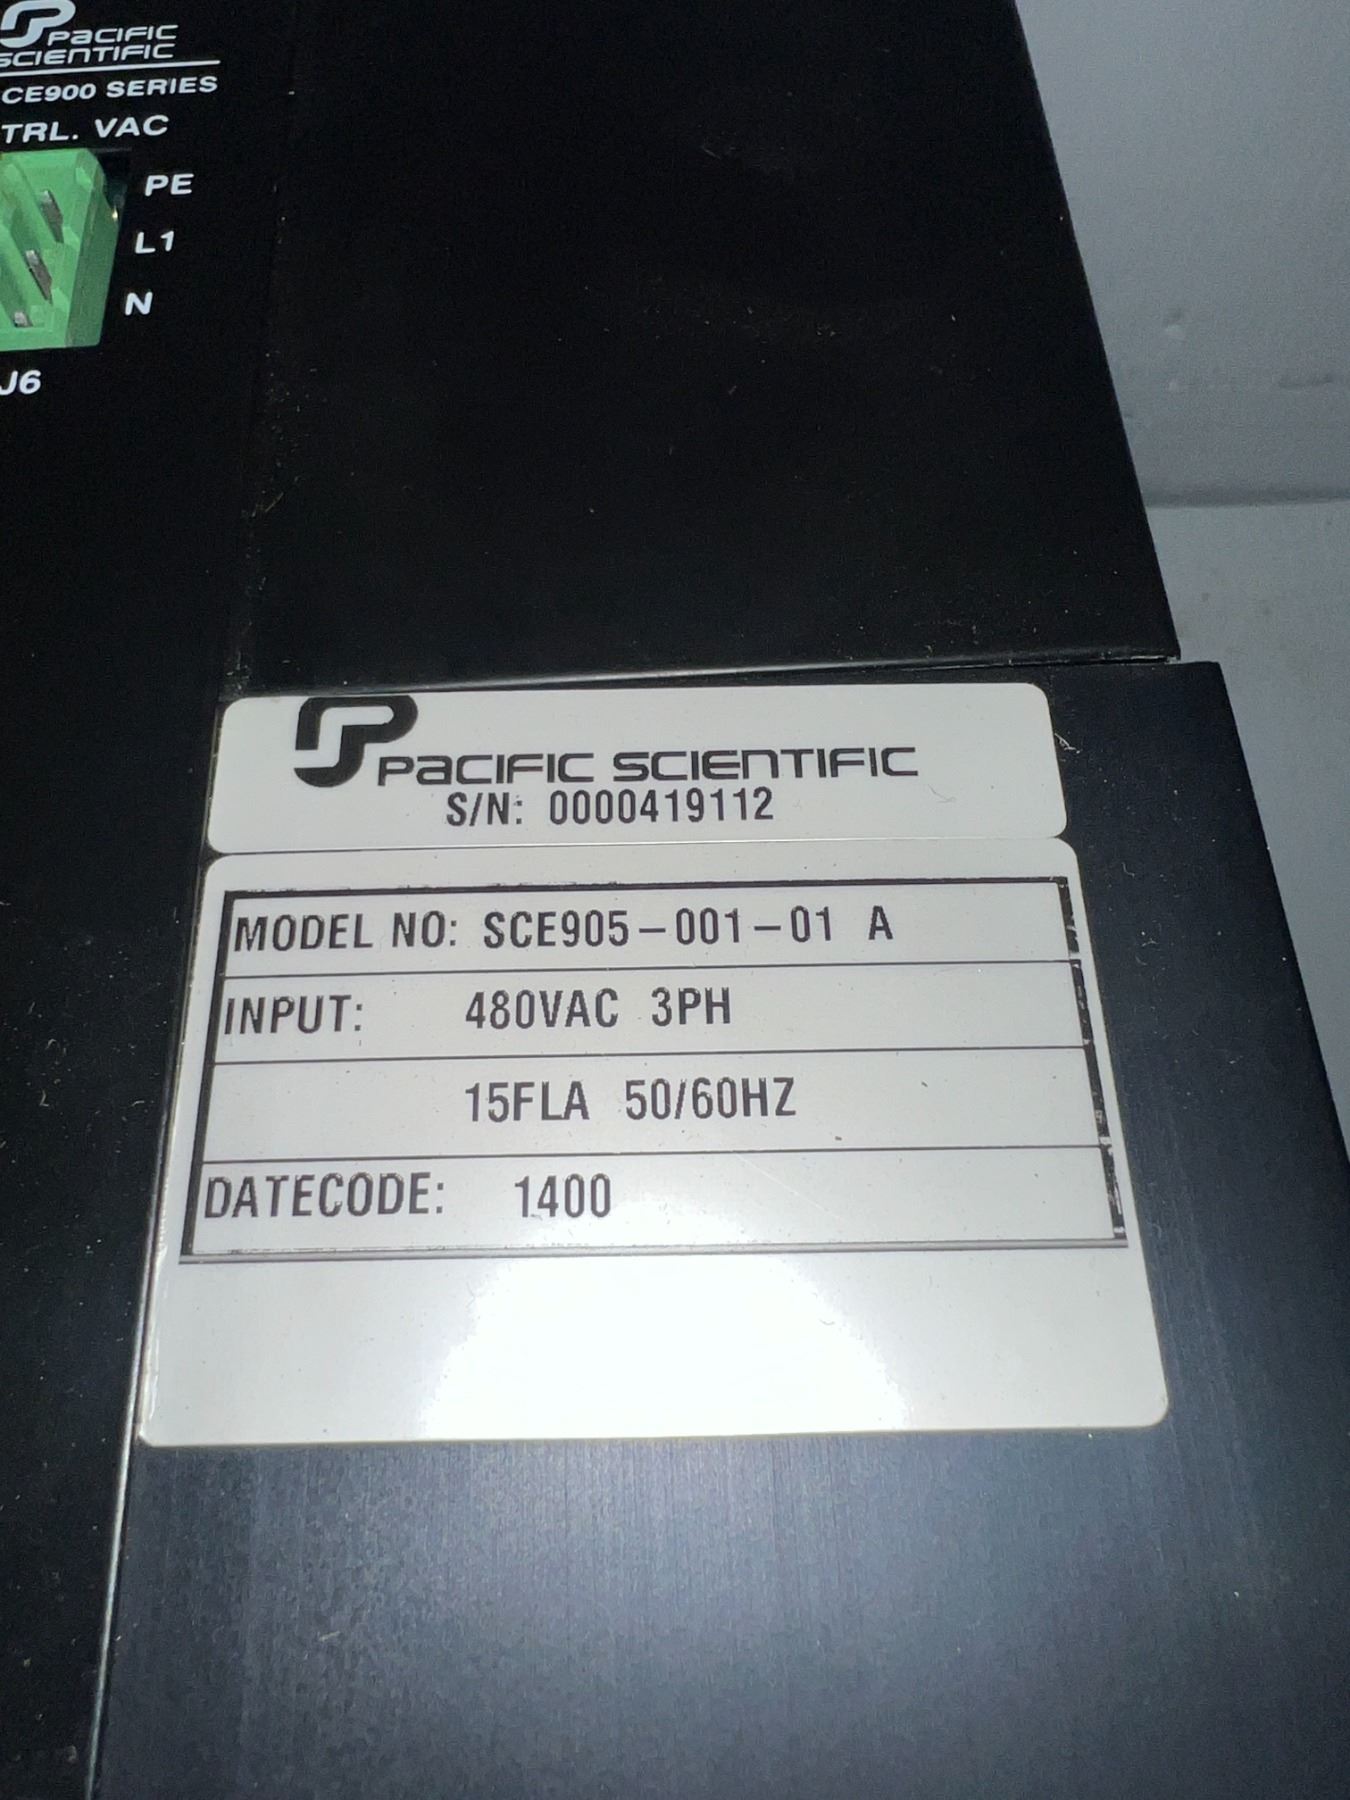 PACIFIC
SCIENTIFIC
CE900 SERIES
TRL. VAC
PE
L1
N
J6
PACIFIC SCIENTIFIC
S/N: 0000419112
MODEL NO: SCE905-001-01 A
INPUT: 480VAC 3PH
15FLA 50/60HZ
DATECODE: 1400